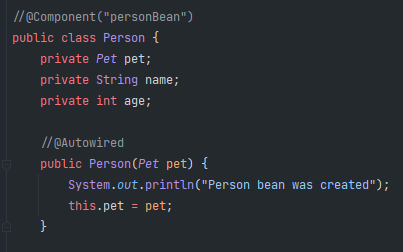 //@Component("personBean")
public class Person {
    private Pet pet;
    private String name;
    private int age;

    //@Autowired
    public Person(Pet pet) {
        System.out.println("Person bean was created");
        this.pet = pet;
    }